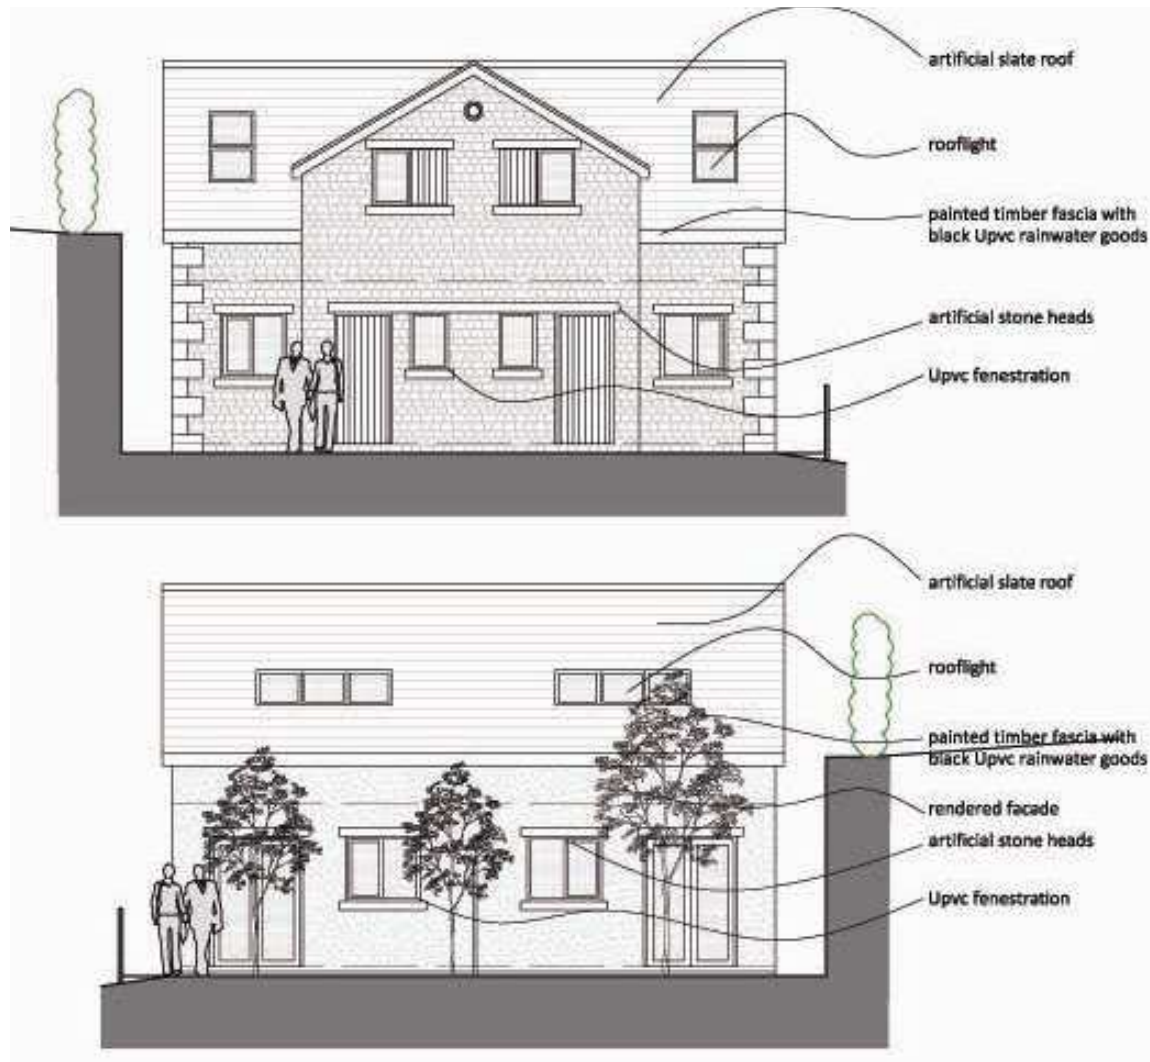 artificial slate roof
rooflight
painted timber fascia with
black Upvc rainwater goods
artificial stone heads
Upvc fenestration
artificial slate roof
rooflight
painted timber fascia with
black Upvc rainwater goods
rendered facade
artificial stone heads
Upvc fenestration